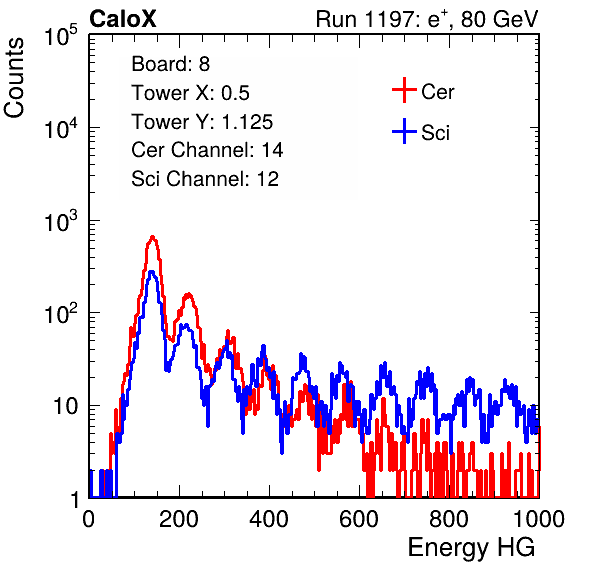 CaloX Run 1197: e⁺, 80 GeV
Board: 8
Tower X: 0.5
Tower Y: 1.125
Cer Channel: 14
Sci Channel: 12
Cer
Sci
Counts
10⁵
10⁴
10³
10²
10
1
0 200 400 600 800 1000
Energy HG